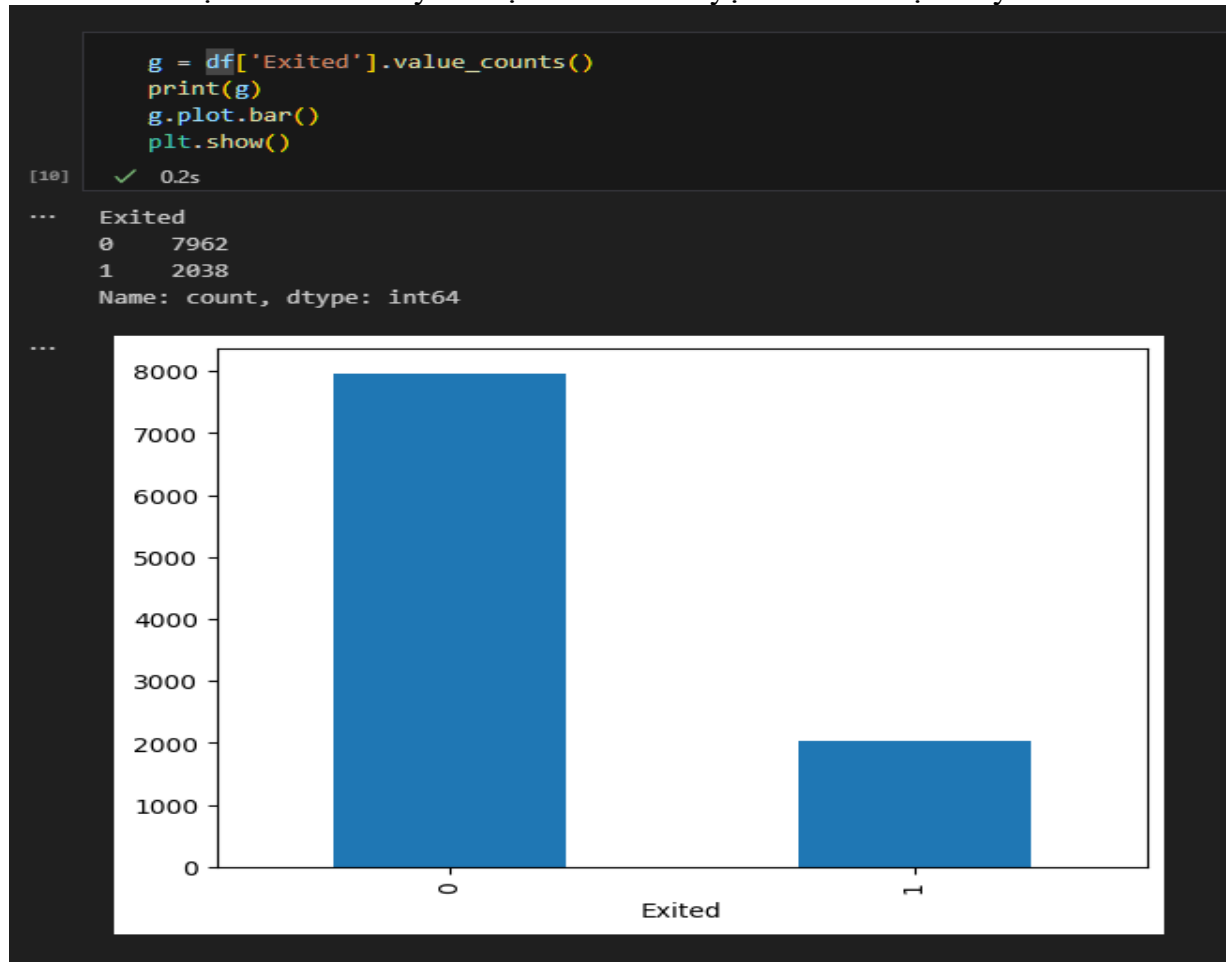 g = df['Exited'].value_counts()
print(g)
g.plot.bar()
plt.show()
[10] ✓ 0.2s
... Exited
0 7962
1 2038
Name: count, dtype: int64
...
8000
7000
6000
5000
4000
3000
2000
1000
0
0 1
Exited